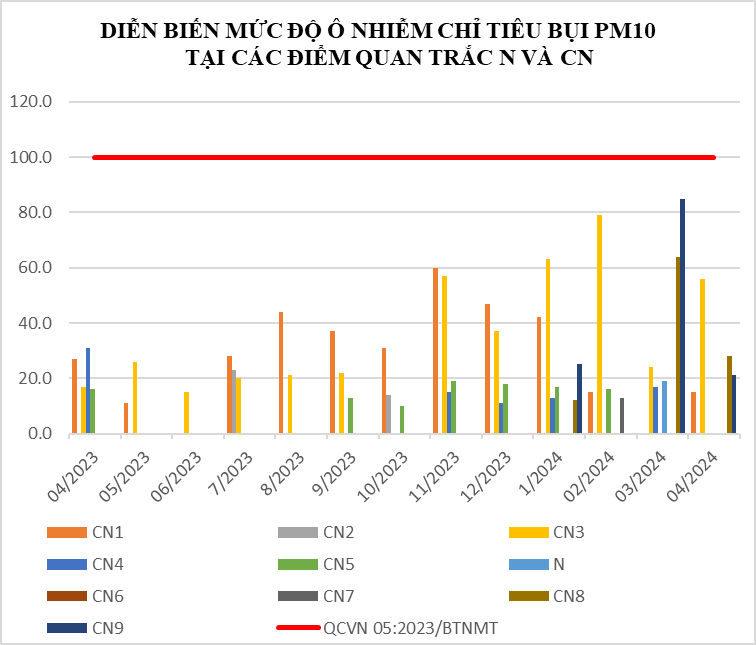 DIỄN BIẾN MỨC ĐỘ Ô NHIỄM CHỈ TIÊU BỤI PM10
TẠI CÁC ĐIỂM QUAN TRẮC N VÀ CN
120.0
100.0
80.0
60.0
40.0
20.0
0.0
04/2023 05/2023 06/2023 7/2023 8/2023 9/2023 10/2023 11/2023 12/2023 1/2024 02/2024 03/2024 04/2024
CN1 CN2 CN3
CN4 CN5 N
CN6 CN7 CN8
CN9 QCVN 05:2023/BTNMT